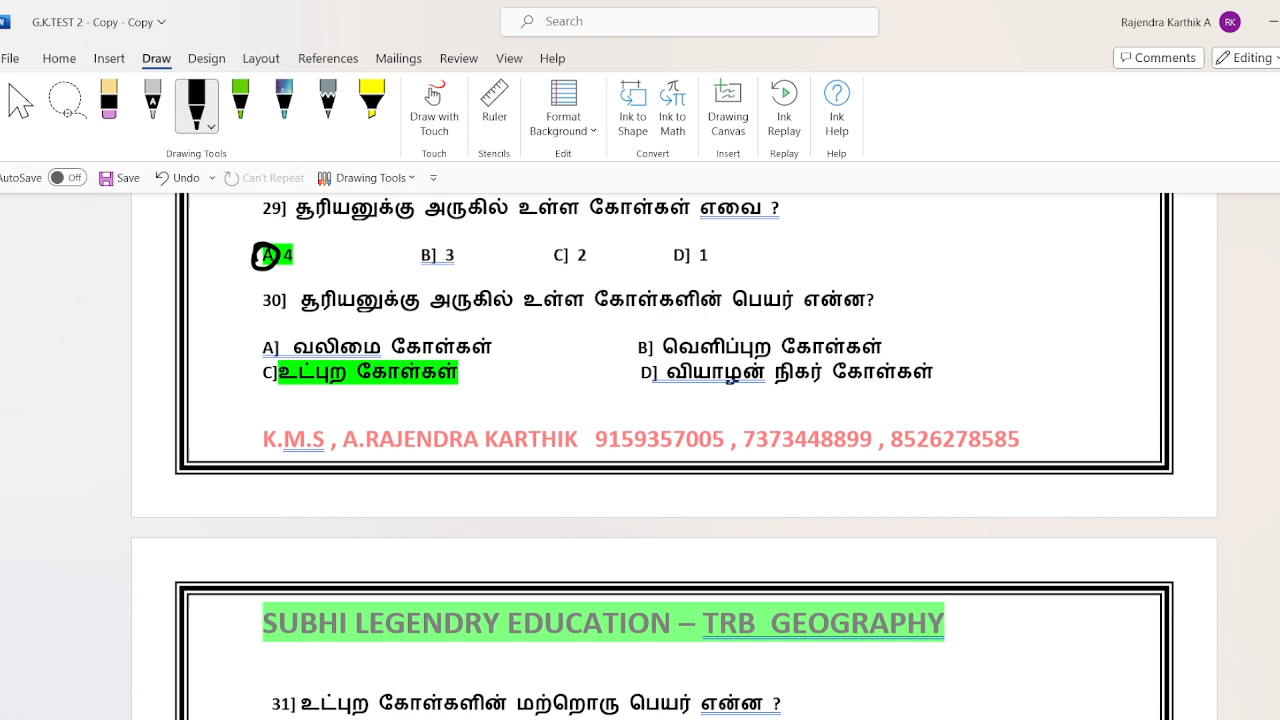 G.K.TEST 2 - Copy - Copy
Search
Rajendra Karthik A RK
File Home Insert Draw Design Layout References Mailings Review View Help
Comments Editing
Draw with Touch
Ruler
Format Background
Ink to Shape
Ink to Math
Drawing Canvas
Ink Replay
Ink Help
Drawing Tools Touch Stencils Edit Convert Insert Replay Help
AutoSave Off Save Undo Can't Repeat Drawing Tools
29] சூரியனுக்கு அருகில் உள்ள கோள்கள் எவை ?
A] 4 B] 3 C] 2 D] 1
30] சூரியனுக்கு அருகில் உள்ள கோள்களின் பெயர் என்ன?
A] வலிமை கோள்கள் B] வெளிப்புற கோள்கள்
C]உட்புற கோள்கள் D] வியாழன் நிகர் கோள்கள்
K.M.S , A.RAJENDRA KARTHIK 9159357005 , 7373448899 , 8526278585
SUBHI LEGENDRY EDUCATION – TRB GEOGRAPHY
31] உட்புற கோள்களின் மற்றொரு பெயர் என்ன ?